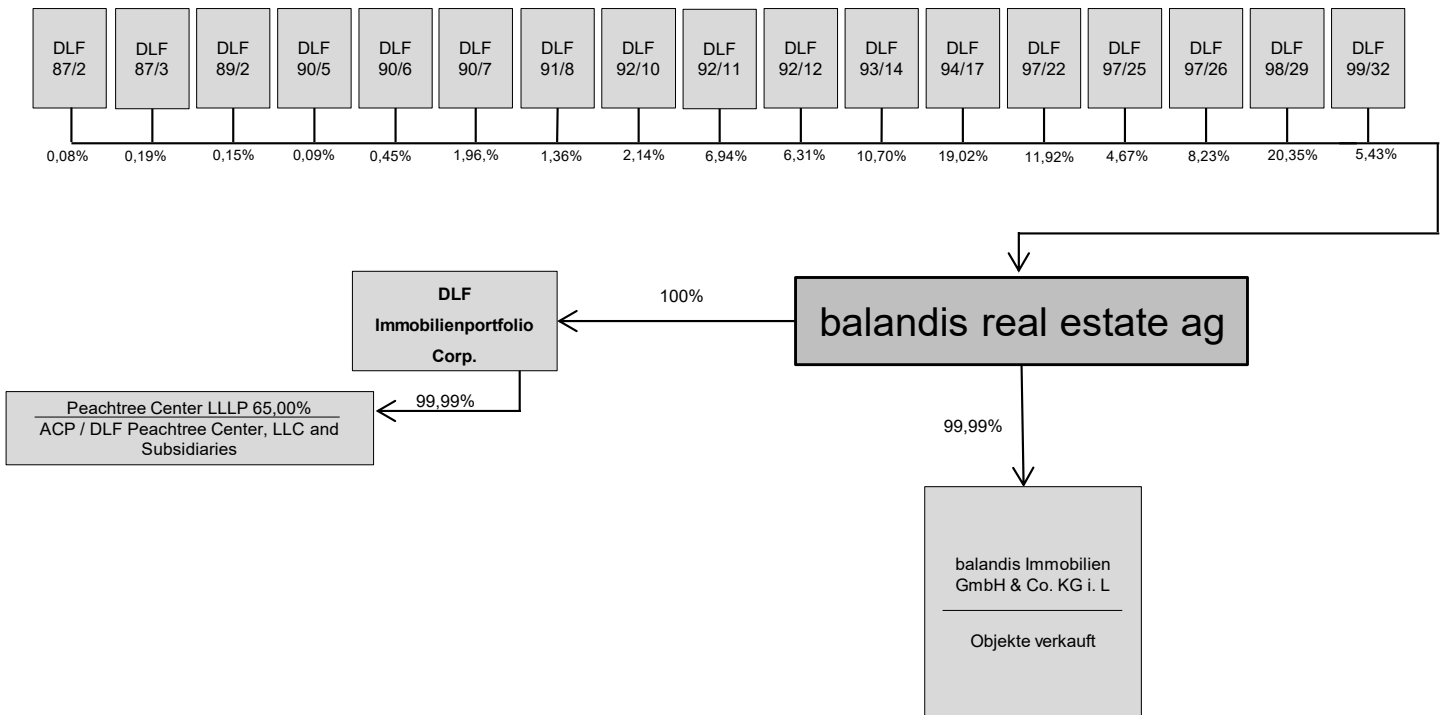 DLF
87/2
DLF
87/3
DLF
89/2
DLF
90/5
DLF
90/6
DLF
90/7
DLF
91/8
DLF
92/10
DLF
92/11
DLF
92/12
DLF
93/14
DLF
94/17
DLF
97/22
DLF
97/25
DLF
97/26
DLF
98/29
DLF
99/32
0,08%
0,19%
0,15%
0,09%
0,45%
1,96,%
1,36%
2,14%
6,94%
6,31%
10,70%
19,02%
11,92%
4,67%
8,23%
20,35%
5,43%
DLF
Immobilienportfolio
Corp.
100%
balandis real estate ag
99,99%
Peachtree Center LLLP 65,00%
ACP / DLF Peachtree Center, LLC and
Subsidiaries
99,99%
balandis Immobilien
GmbH & Co. KG i. L
Objekte verkauft